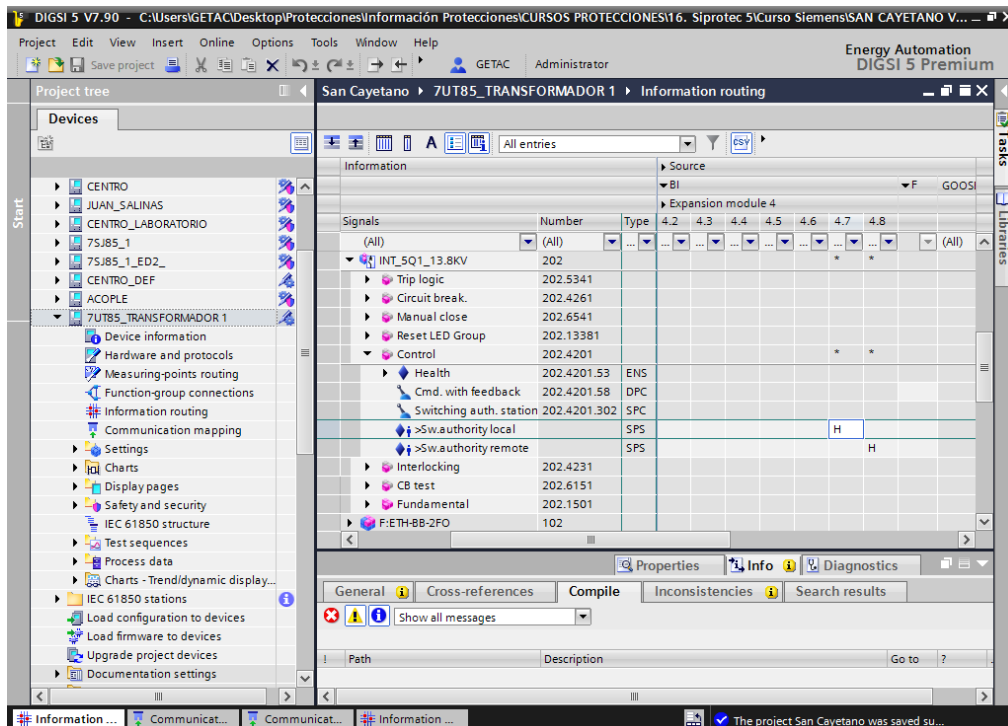 DIGSI 5 V7.90 - C:\Users\GETAC\Desktop\Protecciones\Información Protecciones\CURSOS PROTECCIONES\16. Siprotec 5\Curso Siemens\SAN CAYETANO V...
Project Edit View Insert Online Options Tools Window Help
Energy Automation
DIGSI 5 Premium
Save project GETAC Administrator
Project tree
San Cayetano 7UT85_TRANSFORMADOR 1 Information routing
Devices
A All entries CSV
Start
Tasks
Libraries
Information Source
BI F GOOSE
Expansion module 4
Signals Number Type 4.2 4.3 4.4 4.5 4.6 4.7 4.8
(All) (All) ... ... ... ... ... ... ... ... (All)
INT_5Q1_13.8KV 202 * *
Trip logic 202.5341
Circuit break. 202.4261
Manual close 202.6541
Reset LED Group 202.13381
Control 202.4201 * *
Health 202.4201.53 ENS
Cmd. with feedback 202.4201.58 DPC
Switching auth. station 202.4201.302 SPC
>Sw.authority local SPS H
>Sw.authority remote SPS H
Interlocking 202.4231
CB test 202.6151
Fundamental 202.1501
F:ETH-BB-2FO 102
CENTRO
JUAN_SALINAS
CENTRO_LABORATORIO
7SJ85_1
7SJ85_1_ED2_
CENTRO_DEF
ACOPLE
7UT85_TRANSFORMADOR 1
Device information
Hardware and protocols
Measuring-points routing
Function-group connections
Information routing
Communication mapping
Settings
Charts
Display pages
Safety and security
IEC 61850 structure
Test sequences
Process data
Charts - Trend/dynamic display...
IEC 61850 stations
Load configuration to devices
Load firmware to devices
Upgrade project devices
Documentation settings
Properties Info Diagnostics
General Cross-references Compile Inconsistencies Search results
Show all messages
! Path Description Go to ?
Information ... Communicat... Communicat... Information ...
The project San Cayetano was saved su...